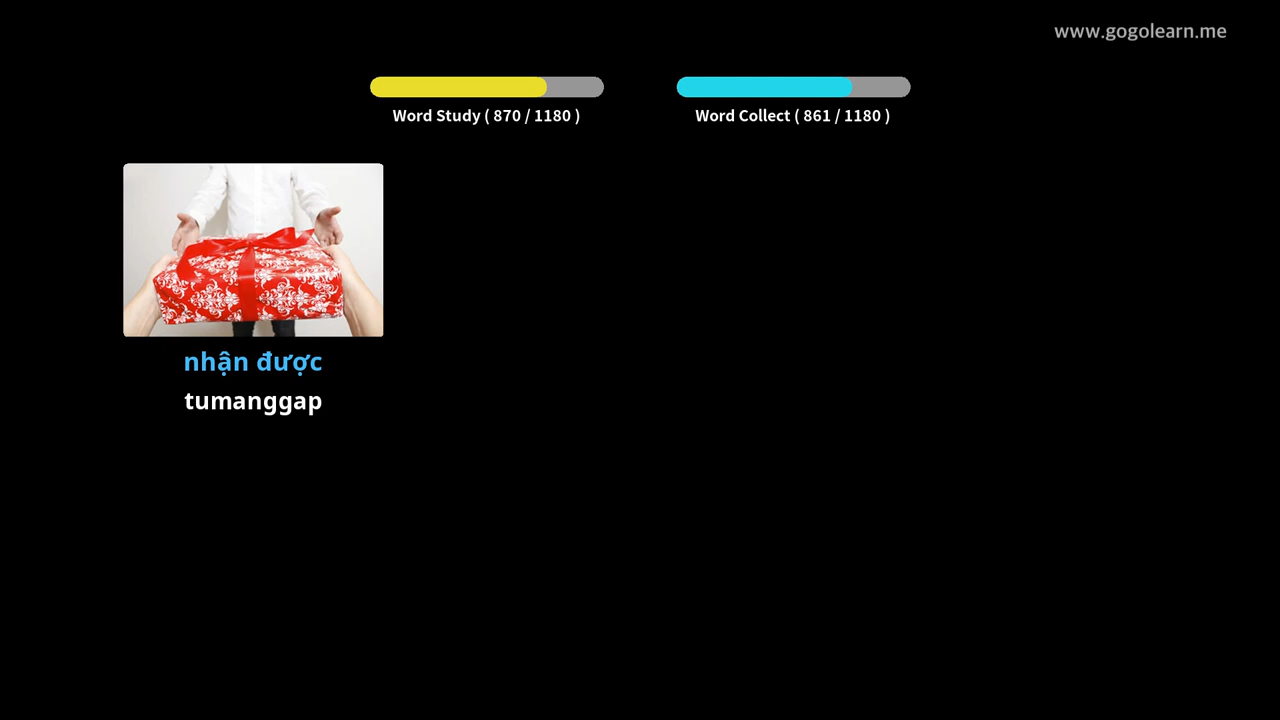 www.gogolearn.me
Word Study ( 870 / 1180 )
Word Collect ( 861 / 1180 )
nhận được
tumanggap